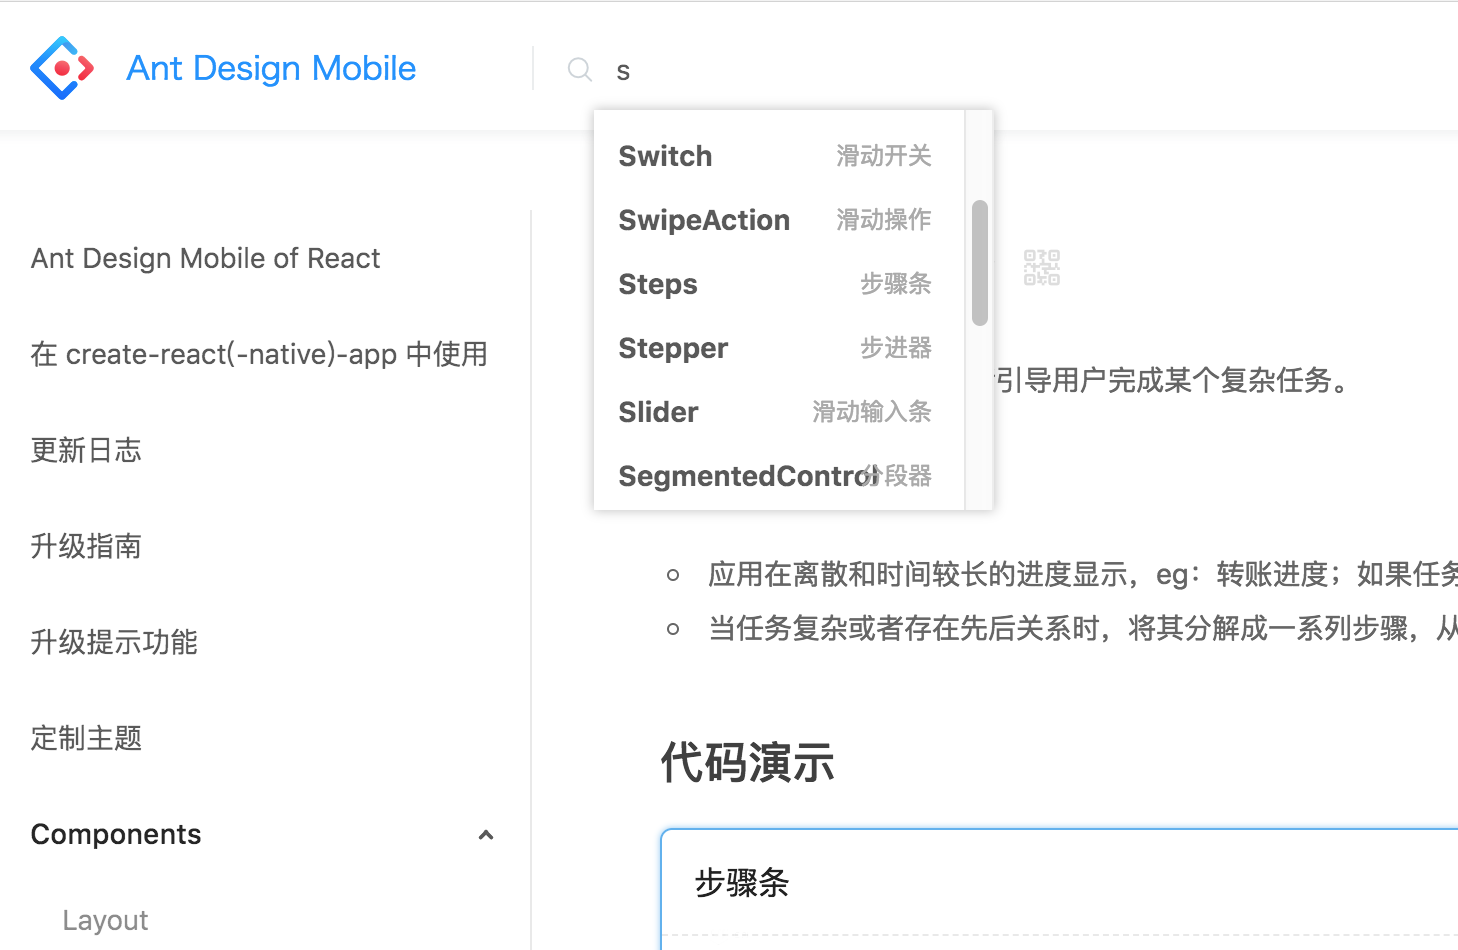 Ant Design Mobile
s
Switch 滑动开关
SwipeAction 滑动操作
Steps 步骤条
Stepper 步进器
Slider 滑动输入条
SegmentedControl 分段器
Ant Design Mobile of React
在 create-react(-native)-app 中使用
更新日志
升级指南
升级提示功能
定制主题
Components
Layout
引导用户完成某个复杂任务。
应用在离散和时间较长的进度显示，eg：转账进度；如果任务
当任务复杂或者存在先后关系时，将其分解成一系列步骤，从
代码演示
步骤条